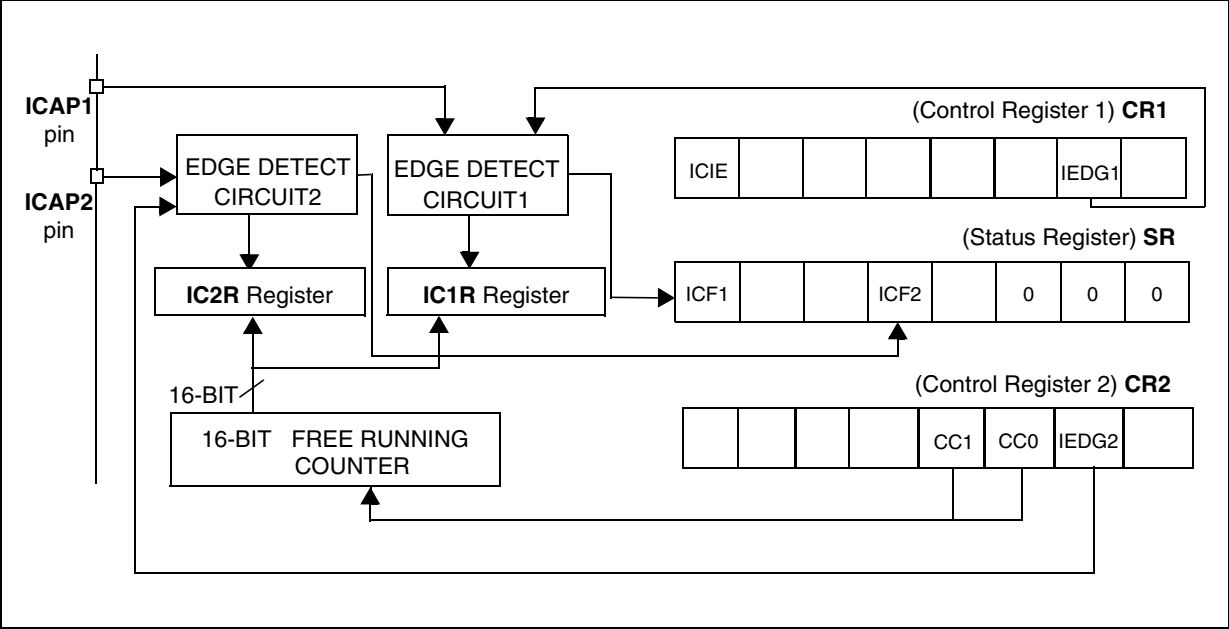 ICAP1
pin
ICAP2
pin
EDGE DETECT
CIRCUIT2
EDGE DETECT
CIRCUIT1
(Control Register 1) CR1
ICIE
IEDG1
(Status Register) SR
IC2R Register
IC1R Register
ICF1
ICF2
0
0
0
16-BIT
16-BIT FREE RUNNING
COUNTER
(Control Register 2) CR2
CC1
CC0
IEDG2